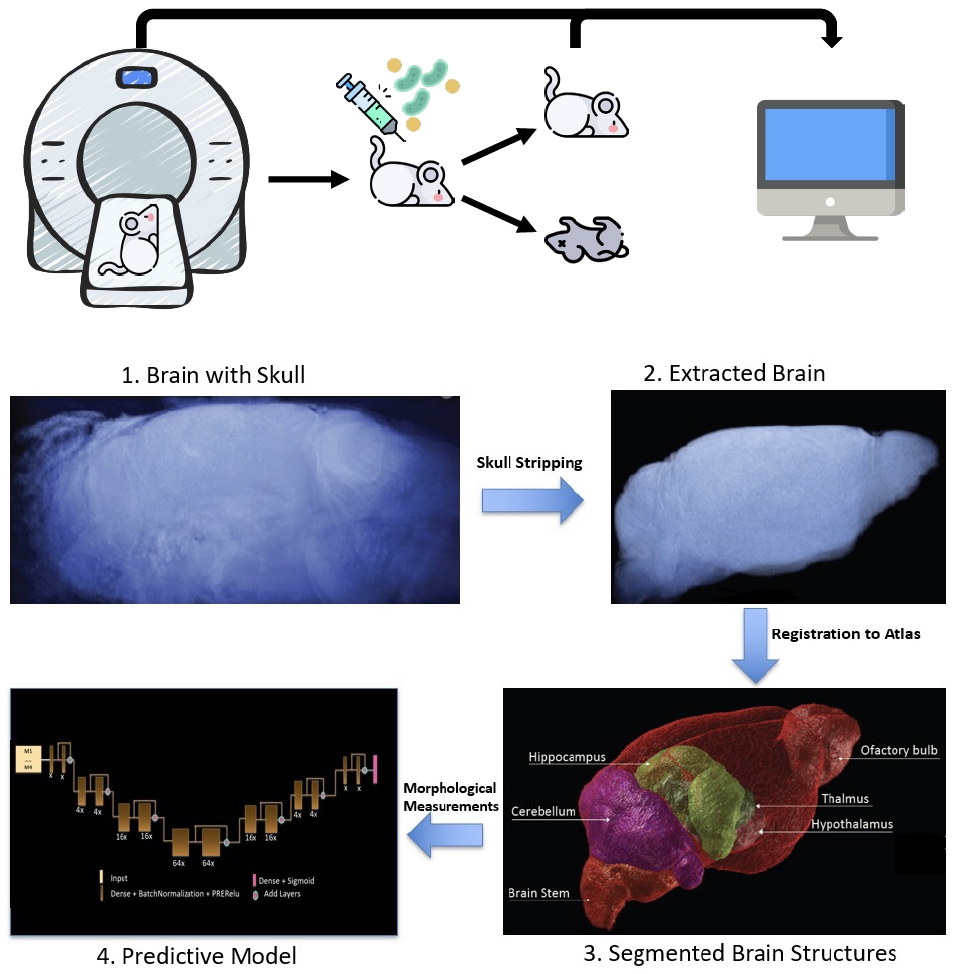 1. Brain with Skull
2. Extracted Brain
Skull Stripping
Registration to Atlas
Hippocampus
Olfactory bulb
Cerebellum
Thalmus
Hypothalamus
Brain Stem
Morphological
Measurements
M1
M4
x x
4x 4x
16x 16x
64x 64x
16x 16x
4x 4x
x x
Input
Dense + BatchNormalization + PRERelu
Dense + Sigmoid
Add Layers
4. Predictive Model
3. Segmented Brain Structures